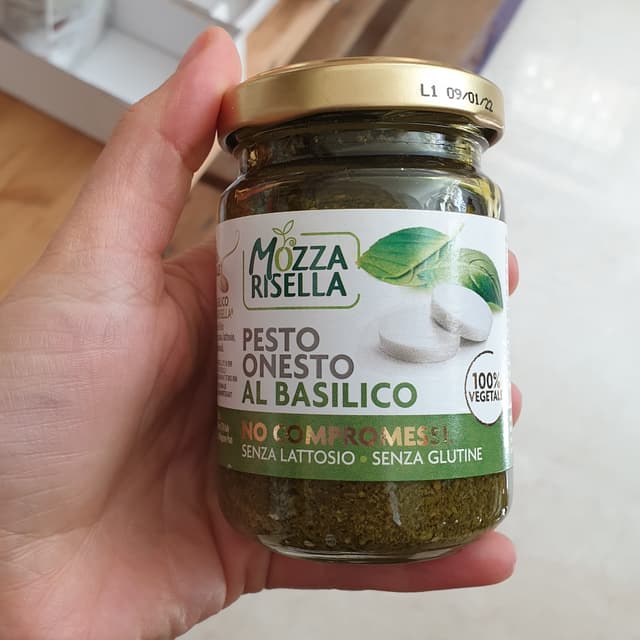 L1 09/01/22
MOZZA
RISELLA
PESTO
ONESTO
AL BASILICO
100%
VEGETALE
NO COMPROMESSI
SENZA LATTOSIO • SENZA GLUTINE